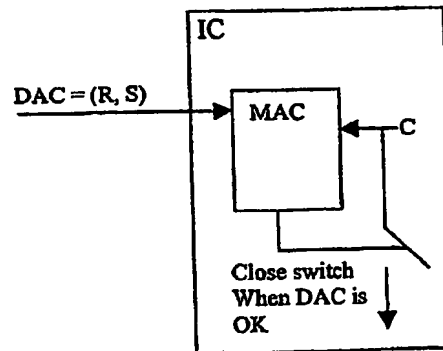 IC
DAC = (R, S)
MAC
C
Close switch
When DAC is
OK